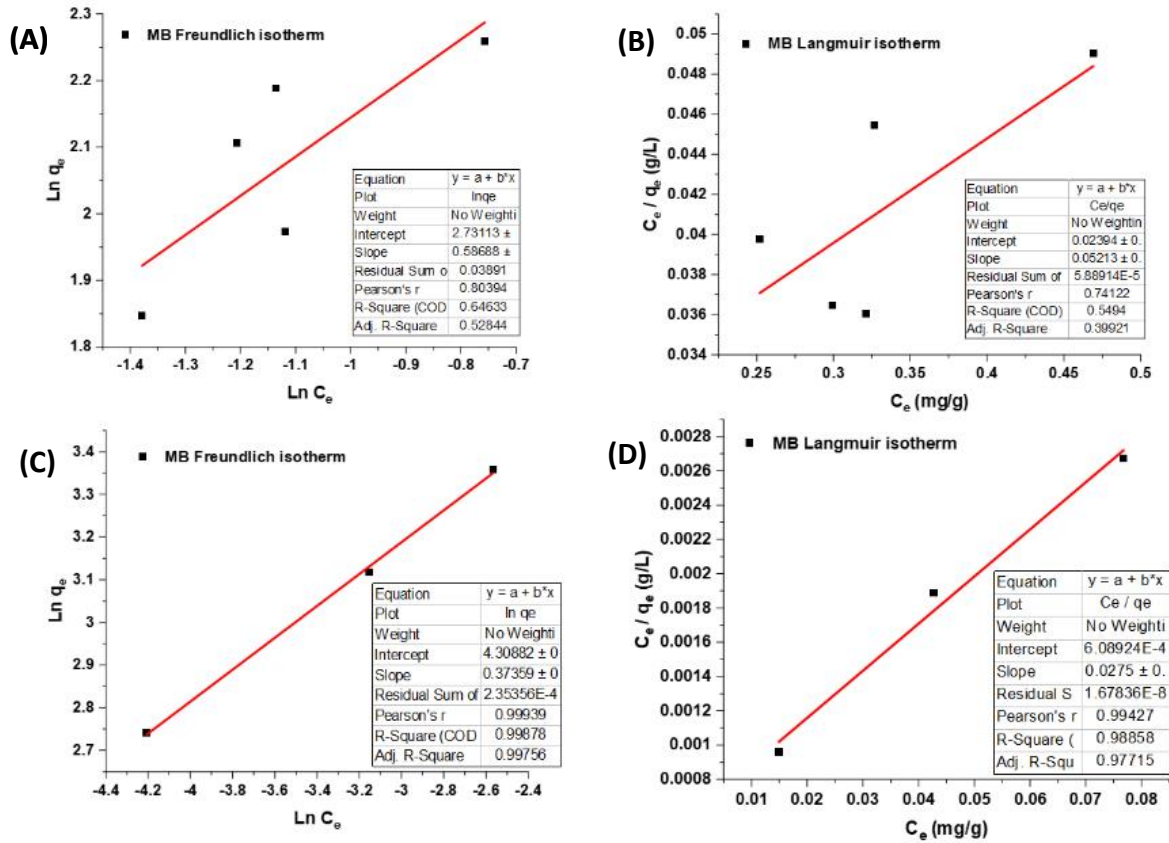 (A)
MB Freundlich isotherm
Ln qe
2.3
2.2
2.1
2
1.9
1.8
-1.4 -1.3 -1.2 -1.1 -1 -0.9 -0.8 -0.7
Ln Ce
Equation y = a + b*x
Plot lnqe
Weight No Weighti
Intercept 2.73113 ±
Slope 0.58688 ±
Residual Sum o 0.03891
Pearson's r 0.80394
R-Square (COD 0.64633
Adj. R-Square 0.52844
(B)
MB Langmuir isotherm
Ce / qe (g/L)
0.05
0.048
0.046
0.044
0.042
0.04
0.038
0.036
0.034
0.25 0.3 0.35 0.4 0.45 0.5
Ce (mg/g)
Equation y = a + b*x
Plot Ce/qe
Weight No Weightin
Intercept 0.02394 ± 0.
Slope 0.05213 ± 0.
Residual Sum of 5.88914E-5
Pearson's r 0.74122
R-Square (COD) 0.5494
Adj. R-Square 0.39921
(C)
MB Freundlich isotherm
Ln qe
3.4
3.3
3.2
3.1
3
2.9
2.8
2.7
-4.4 -4.2 -4 -3.8 -3.6 -3.4 -3.2 -3 -2.8 -2.6 -2.4
Ln Ce
Equation y = a + b*x
Plot ln qe
Weight No Weighti
Intercept 4.30882 ± 0
Slope 0.37359 ± 0
Residual Sum of 2.35356E-4
Pearson's r 0.99939
R-Square (COD 0.99878
Adj. R-Square 0.99756
(D)
MB Langmuir isotherm
Ce / qe (g/L)
0.0028
0.0026
0.0024
0.0022
0.002
0.0018
0.0016
0.0014
0.0012
0.001
0.0008
0.01 0.02 0.03 0.04 0.05 0.06 0.07 0.08
Ce (mg/g)
Equation y = a + b*x
Plot Ce / qe
Weight No Weighti
Intercept 6.08924E-4
Slope 0.0275 ± 0.
Residual S 1.67836E-8
Pearson's r 0.99427
R-Square ( 0.98858
Adj. R-Squ 0.97715